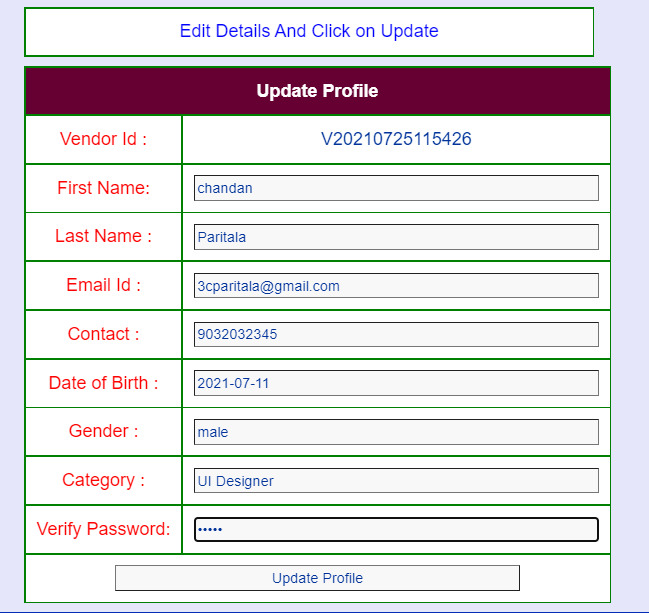 Edit Details And Click on Update
Update Profile
Vendor Id : V20210725115426
First Name: chandan
Last Name : Paritala
Email Id : 3cparitala@gmail.com
Contact : 9032032345
Date of Birth : 2021-07-11
Gender : male
Category : UI Designer
Verify Password: •••••
Update Profile